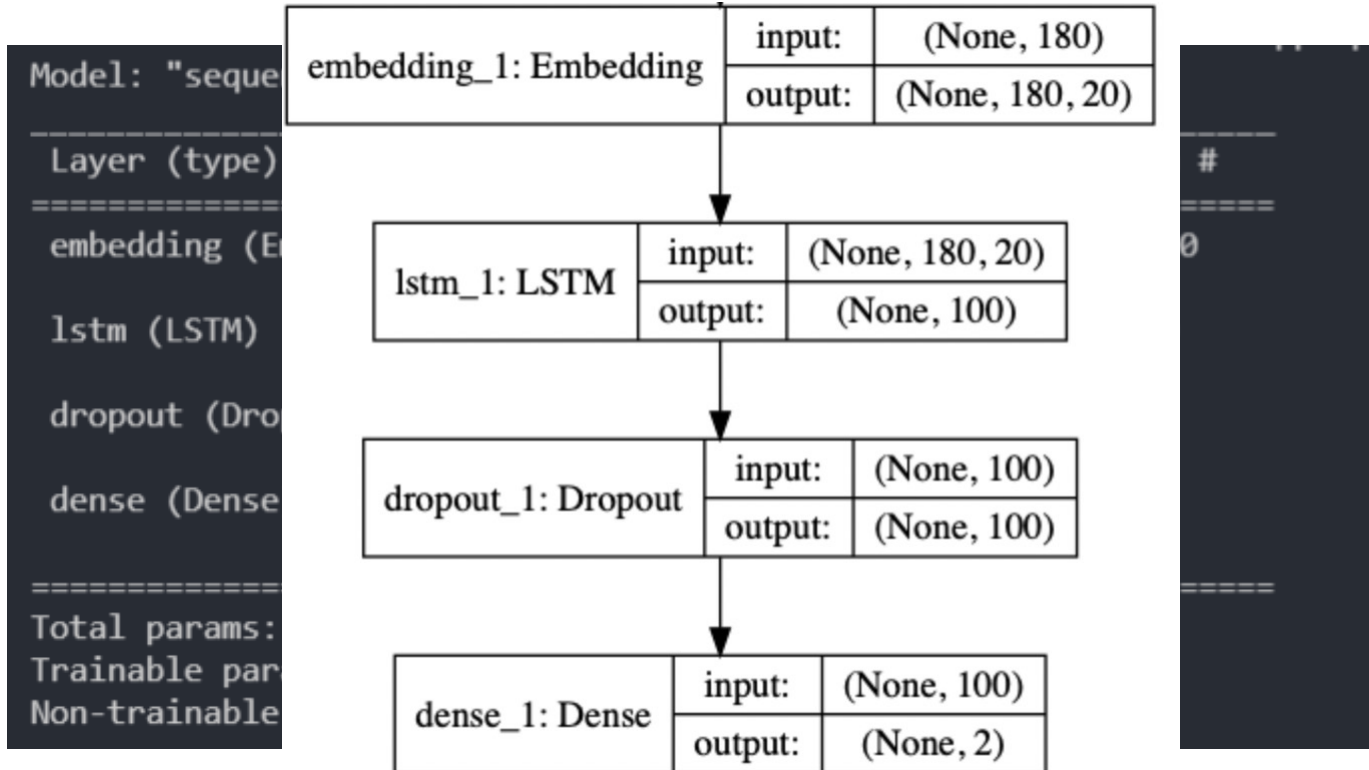 Model: "seque
Layer (type)
#
embedding (E
0
lstm (LSTM)
dropout (Dro
dense (Dense
Total params:
Trainable par
Non-trainable
embedding_1: Embedding
input:
(None, 180)
output:
(None, 180, 20)
lstm_1: LSTM
input:
(None, 180, 20)
output:
(None, 100)
dropout_1: Dropout
input:
(None, 100)
output:
(None, 100)
dense_1: Dense
input:
(None, 100)
output:
(None, 2)